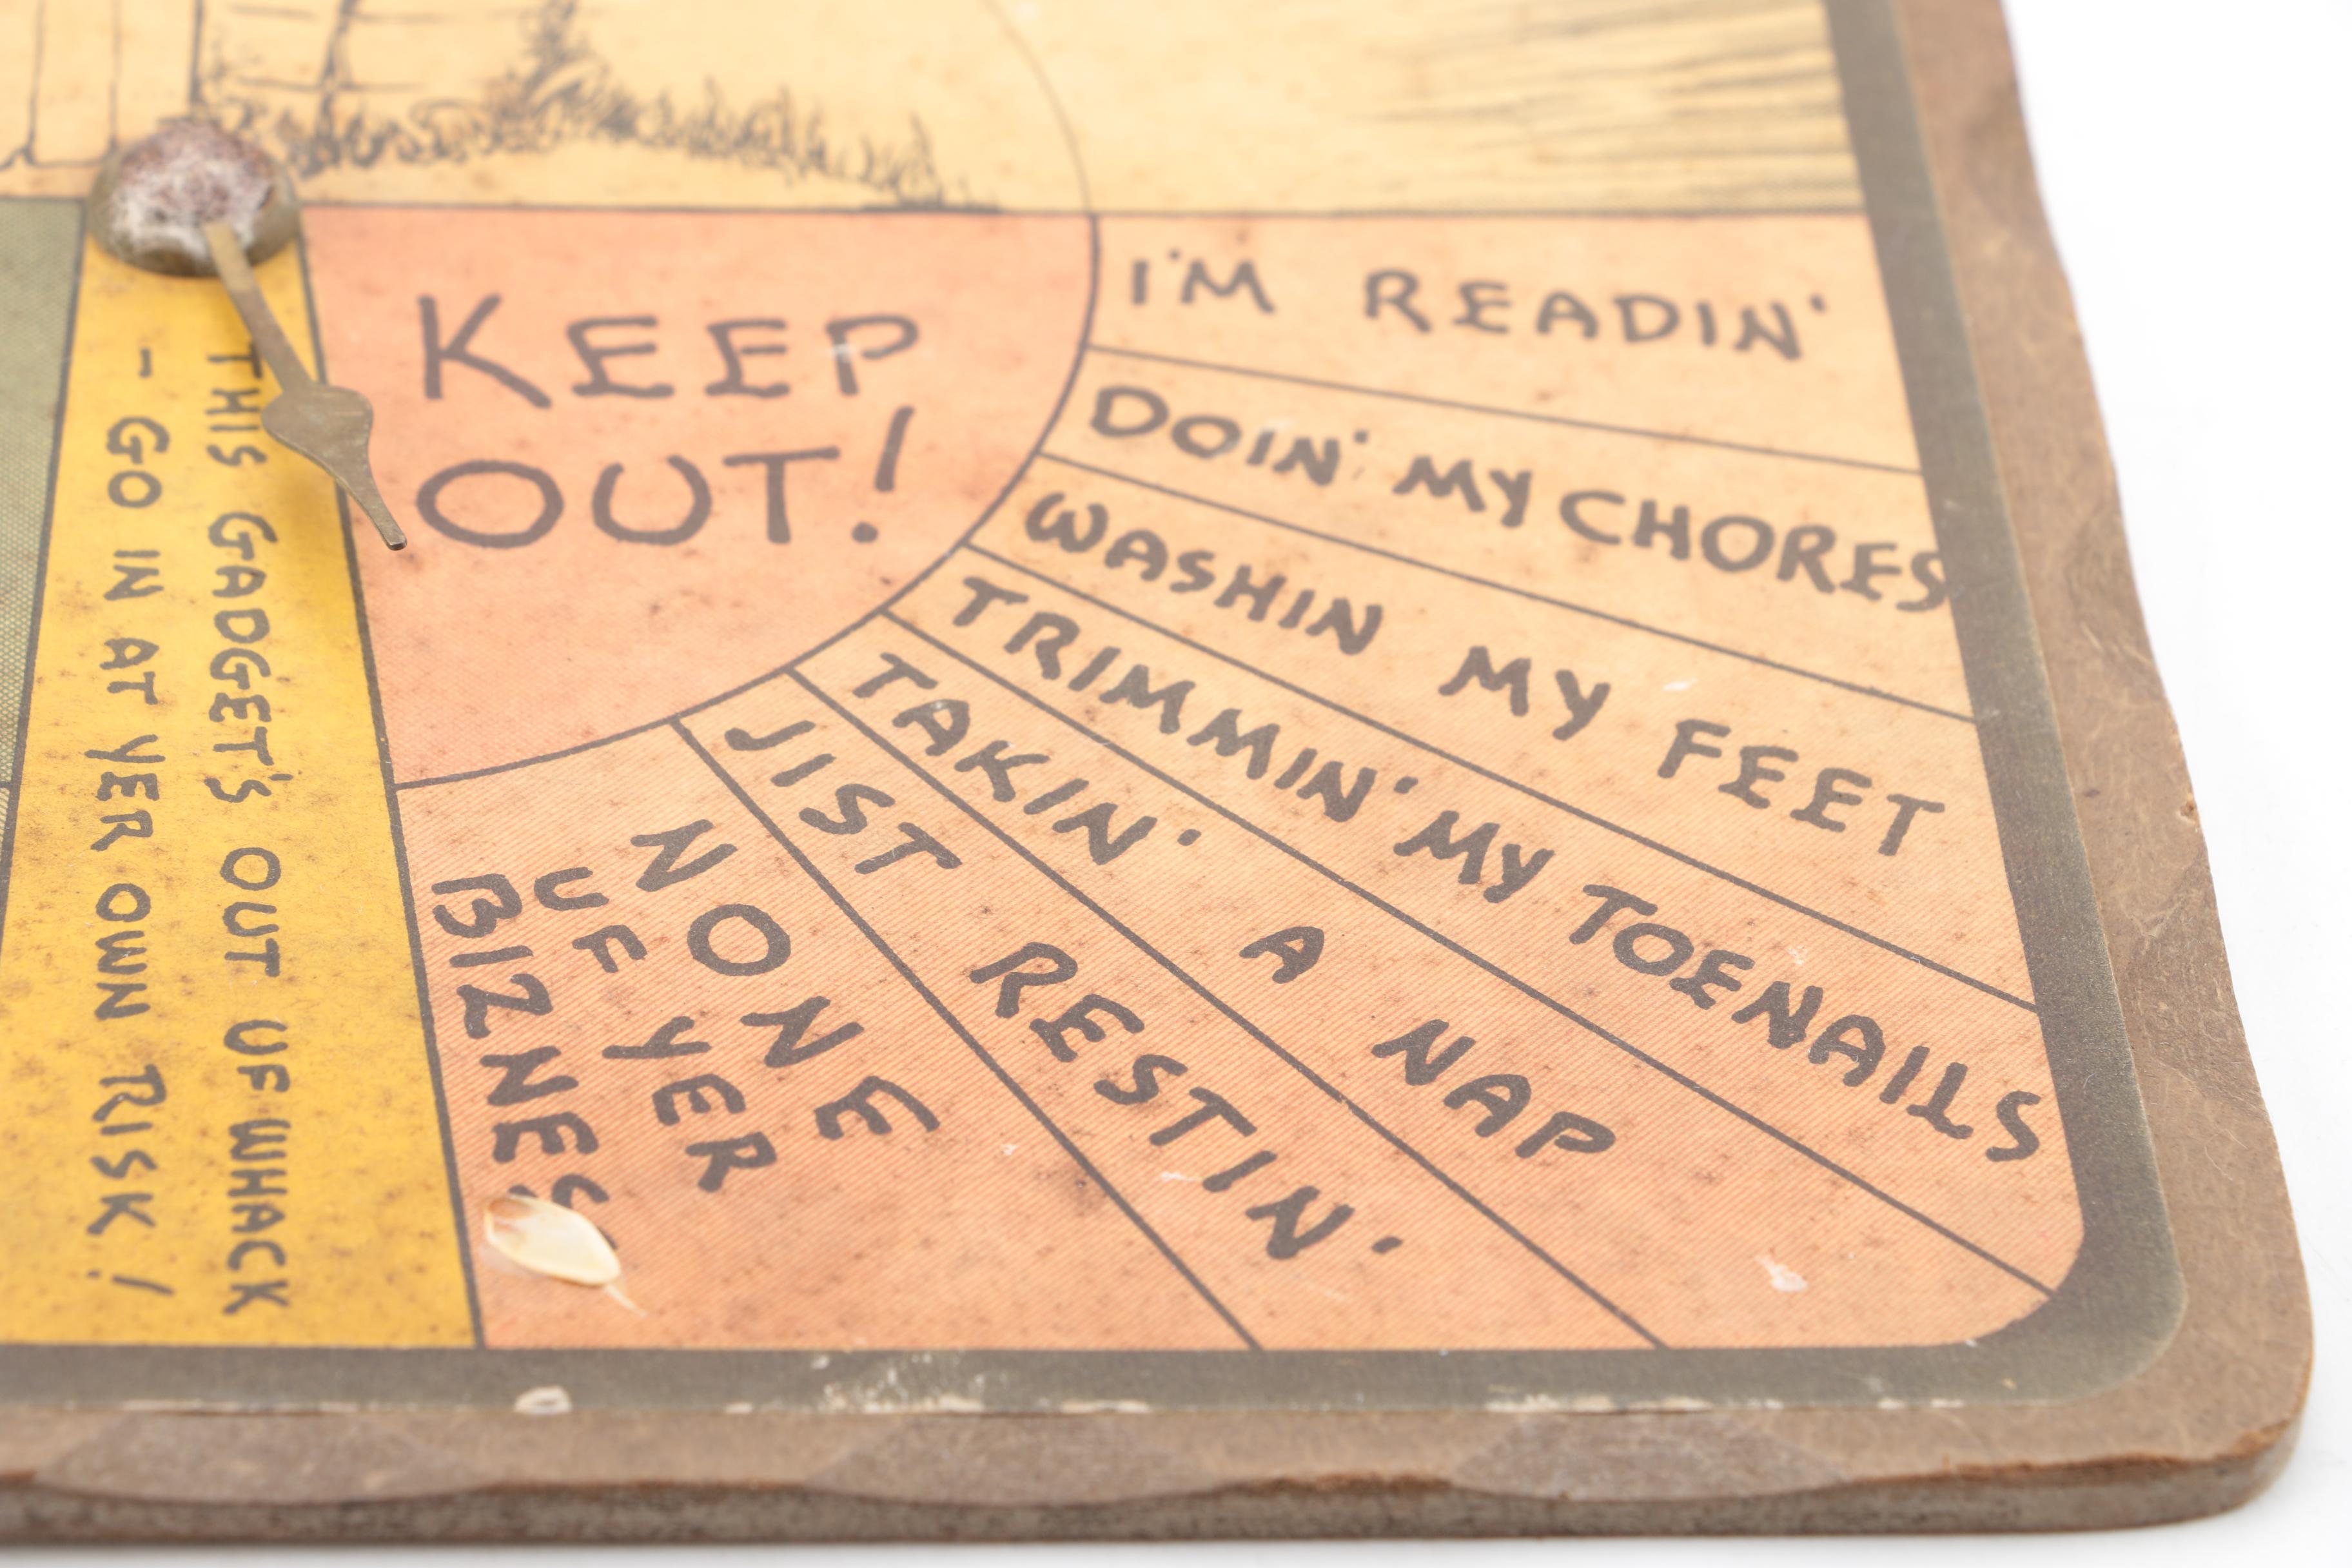 KEEP
OUT!
I'M READIN'
DOIN' MY CHORES
WASHIN MY FEET
TRIMMIN' MY TOENAILS
TAKIN' A NAP
JIST RESTIN'
NONE
UF YER
BIZNESS
THIS GADGET'S OUT UF WHACK
- GO IN AT YER OWN RISK!